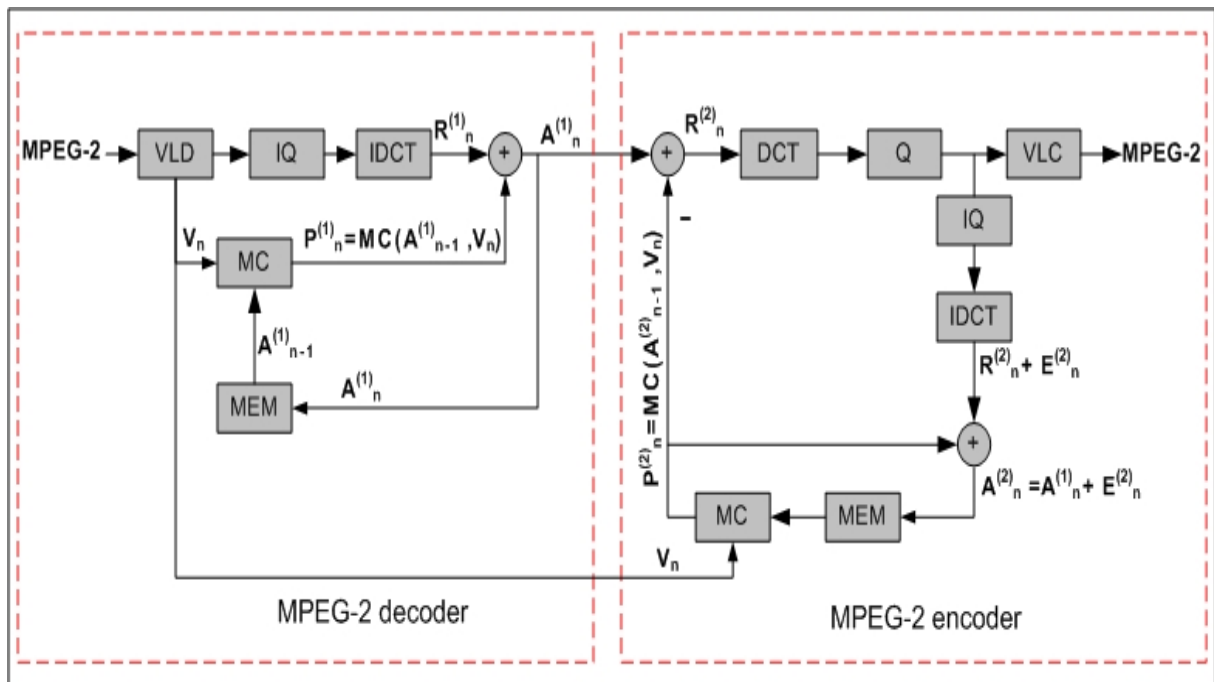 MPEG-2
VLD
IQ
IDCT
R⁽¹⁾ₙ
+
A⁽¹⁾ₙ
Vₙ
MC
P⁽¹⁾ₙ=MC(A⁽¹⁾ₙ₋₁ ,Vₙ)
A⁽¹⁾ₙ₋₁
MEM
A⁽¹⁾ₙ
MPEG-2 decoder
+
R⁽²⁾ₙ
DCT
Q
VLC
MPEG-2
–
IQ
IDCT
R⁽²⁾ₙ+ E⁽²⁾ₙ
P⁽²⁾ₙ=MC(A⁽²⁾ₙ₋₁ ,Vₙ)
+
A⁽²⁾ₙ =A⁽¹⁾ₙ+ E⁽²⁾ₙ
MC
MEM
Vₙ
MPEG-2 encoder